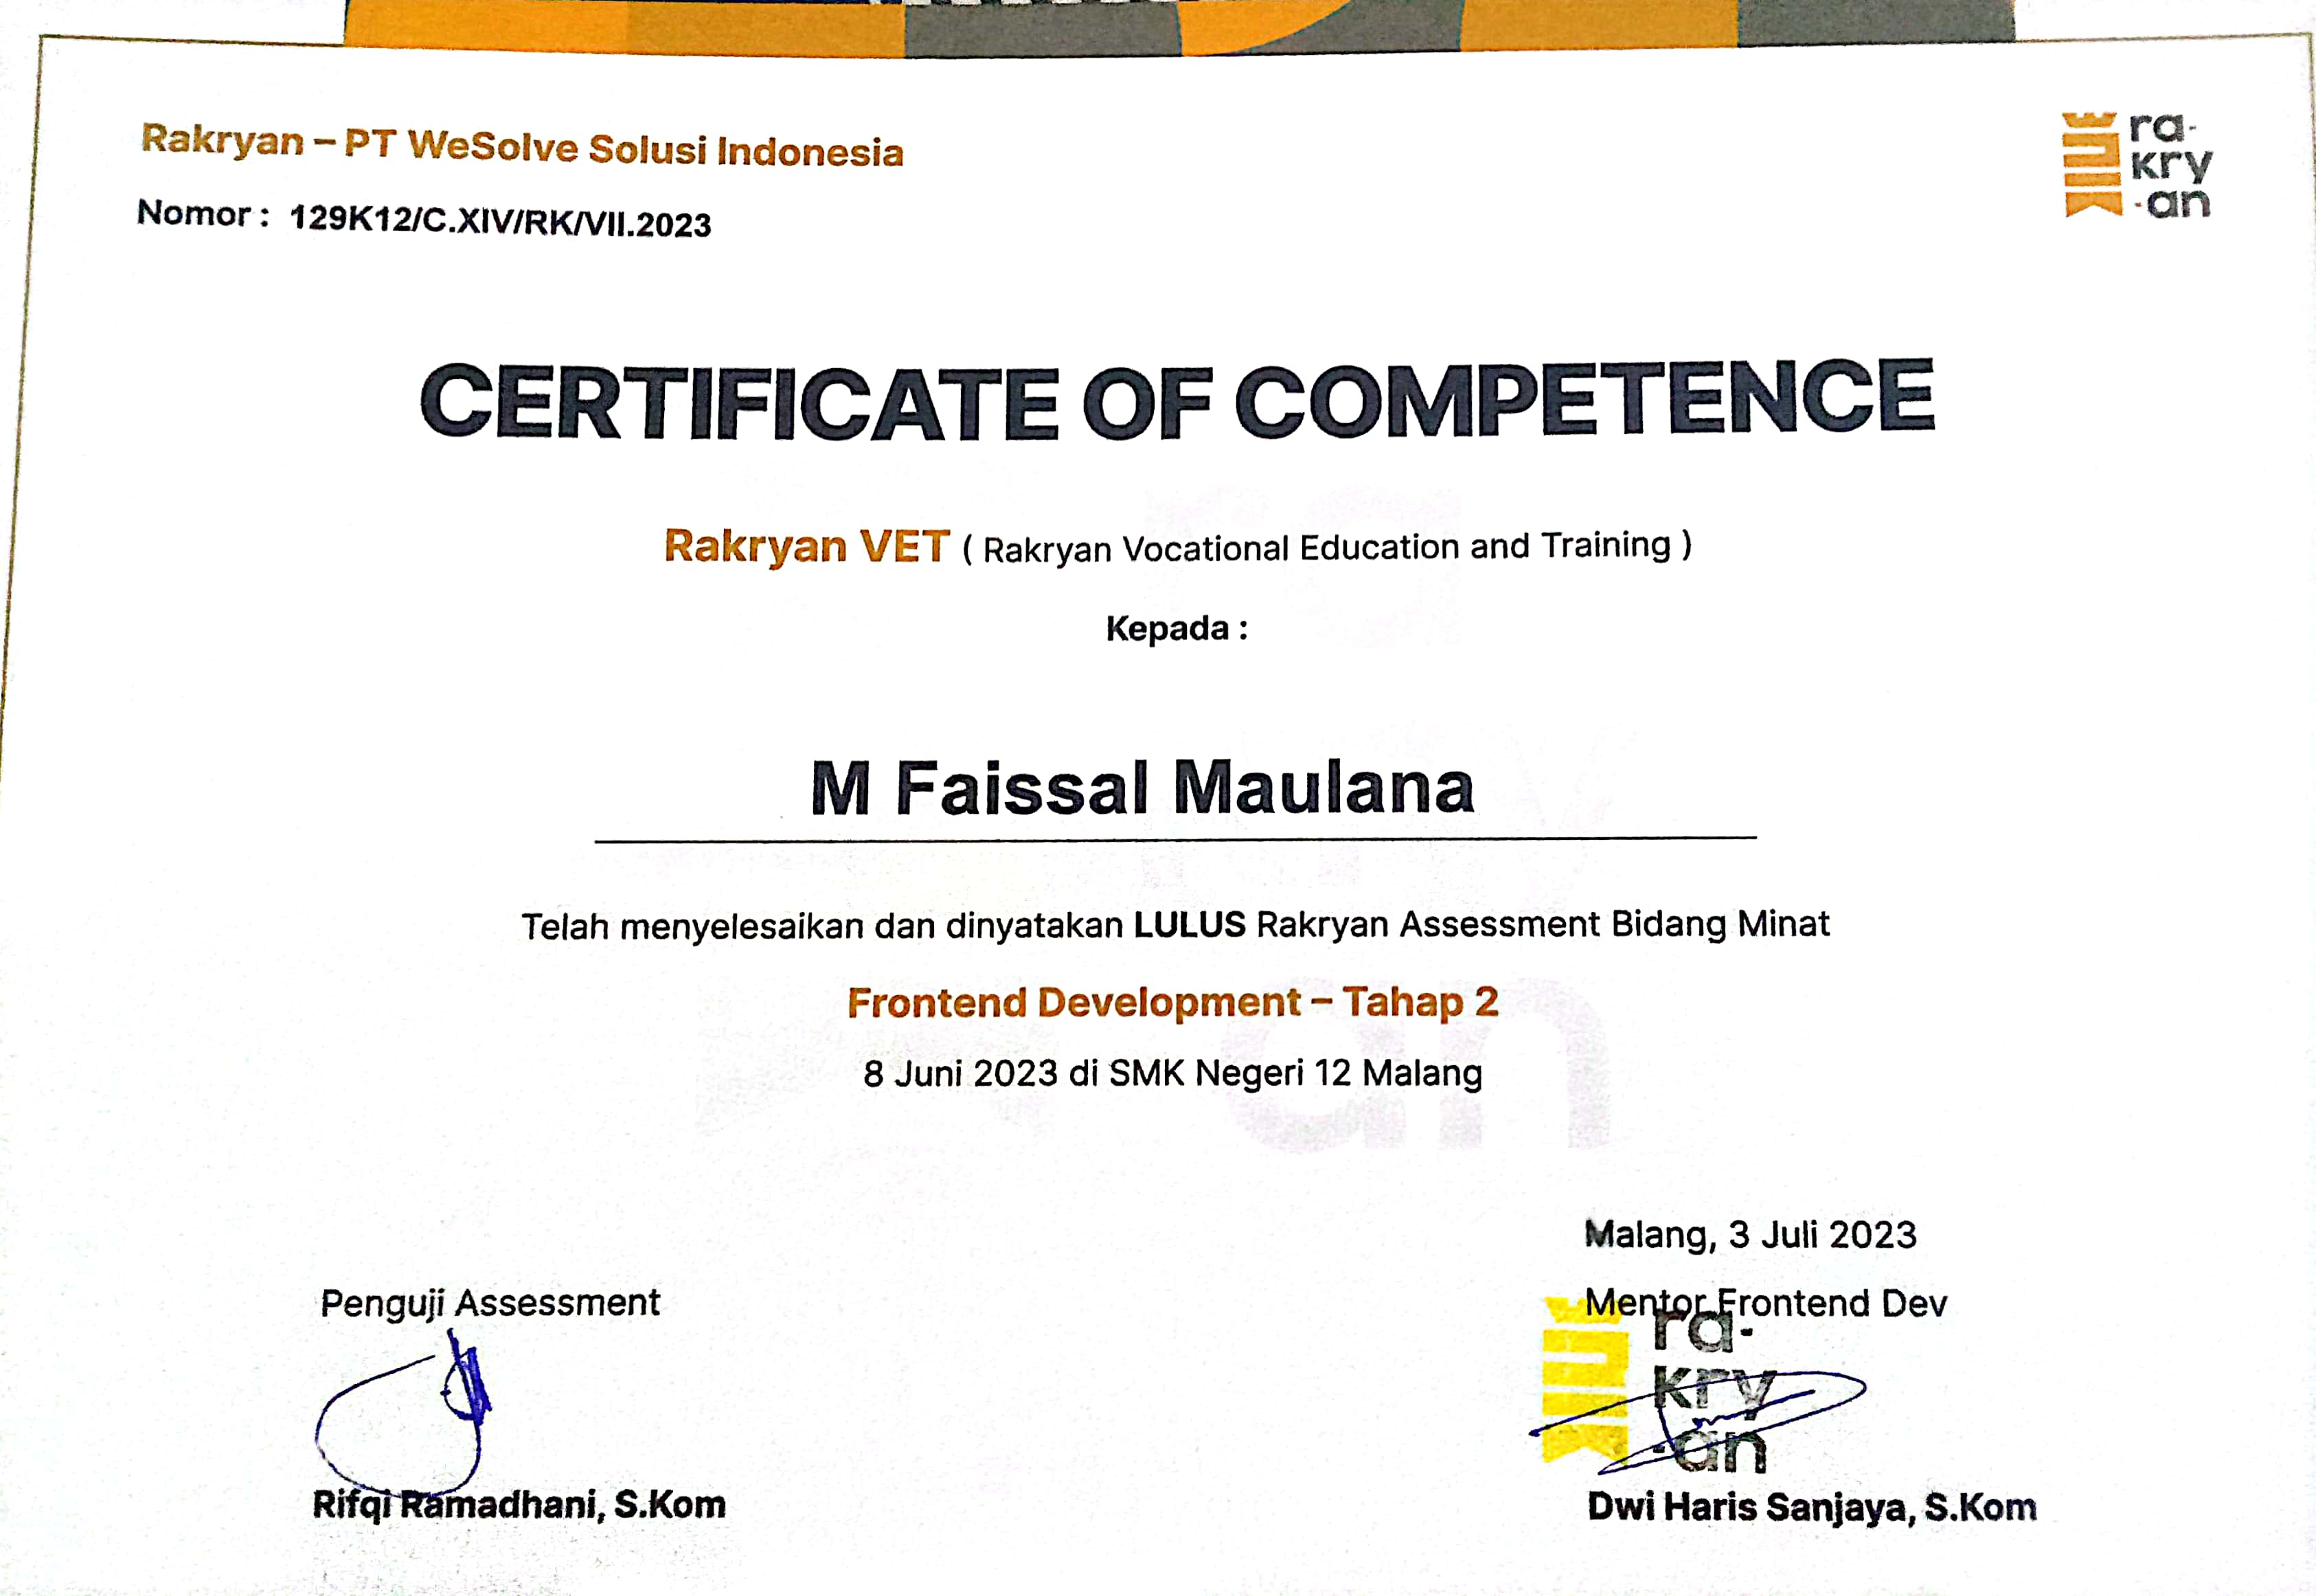 Rakryan – PT WeSolve Solusi Indonesia
Nomor : 129K12/C.XIV/RK/VII.2023
ra-
kry
-an
CERTIFICATE OF COMPETENCE
Rakryan VET ( Rakryan Vocational Education and Training )
Kepada :
M Faissal Maulana
Telah menyelesaikan dan dinyatakan LULUS Rakryan Assessment Bidang Minat
Frontend Development – Tahap 2
8 Juni 2023 di SMK Negeri 12 Malang
Malang, 3 Juli 2023
Penguji Assessment
Mentor Frontend Dev
ra-
kry
-an
Rifqi Ramadhani, S.Kom
Dwi Haris Sanjaya, S.Kom